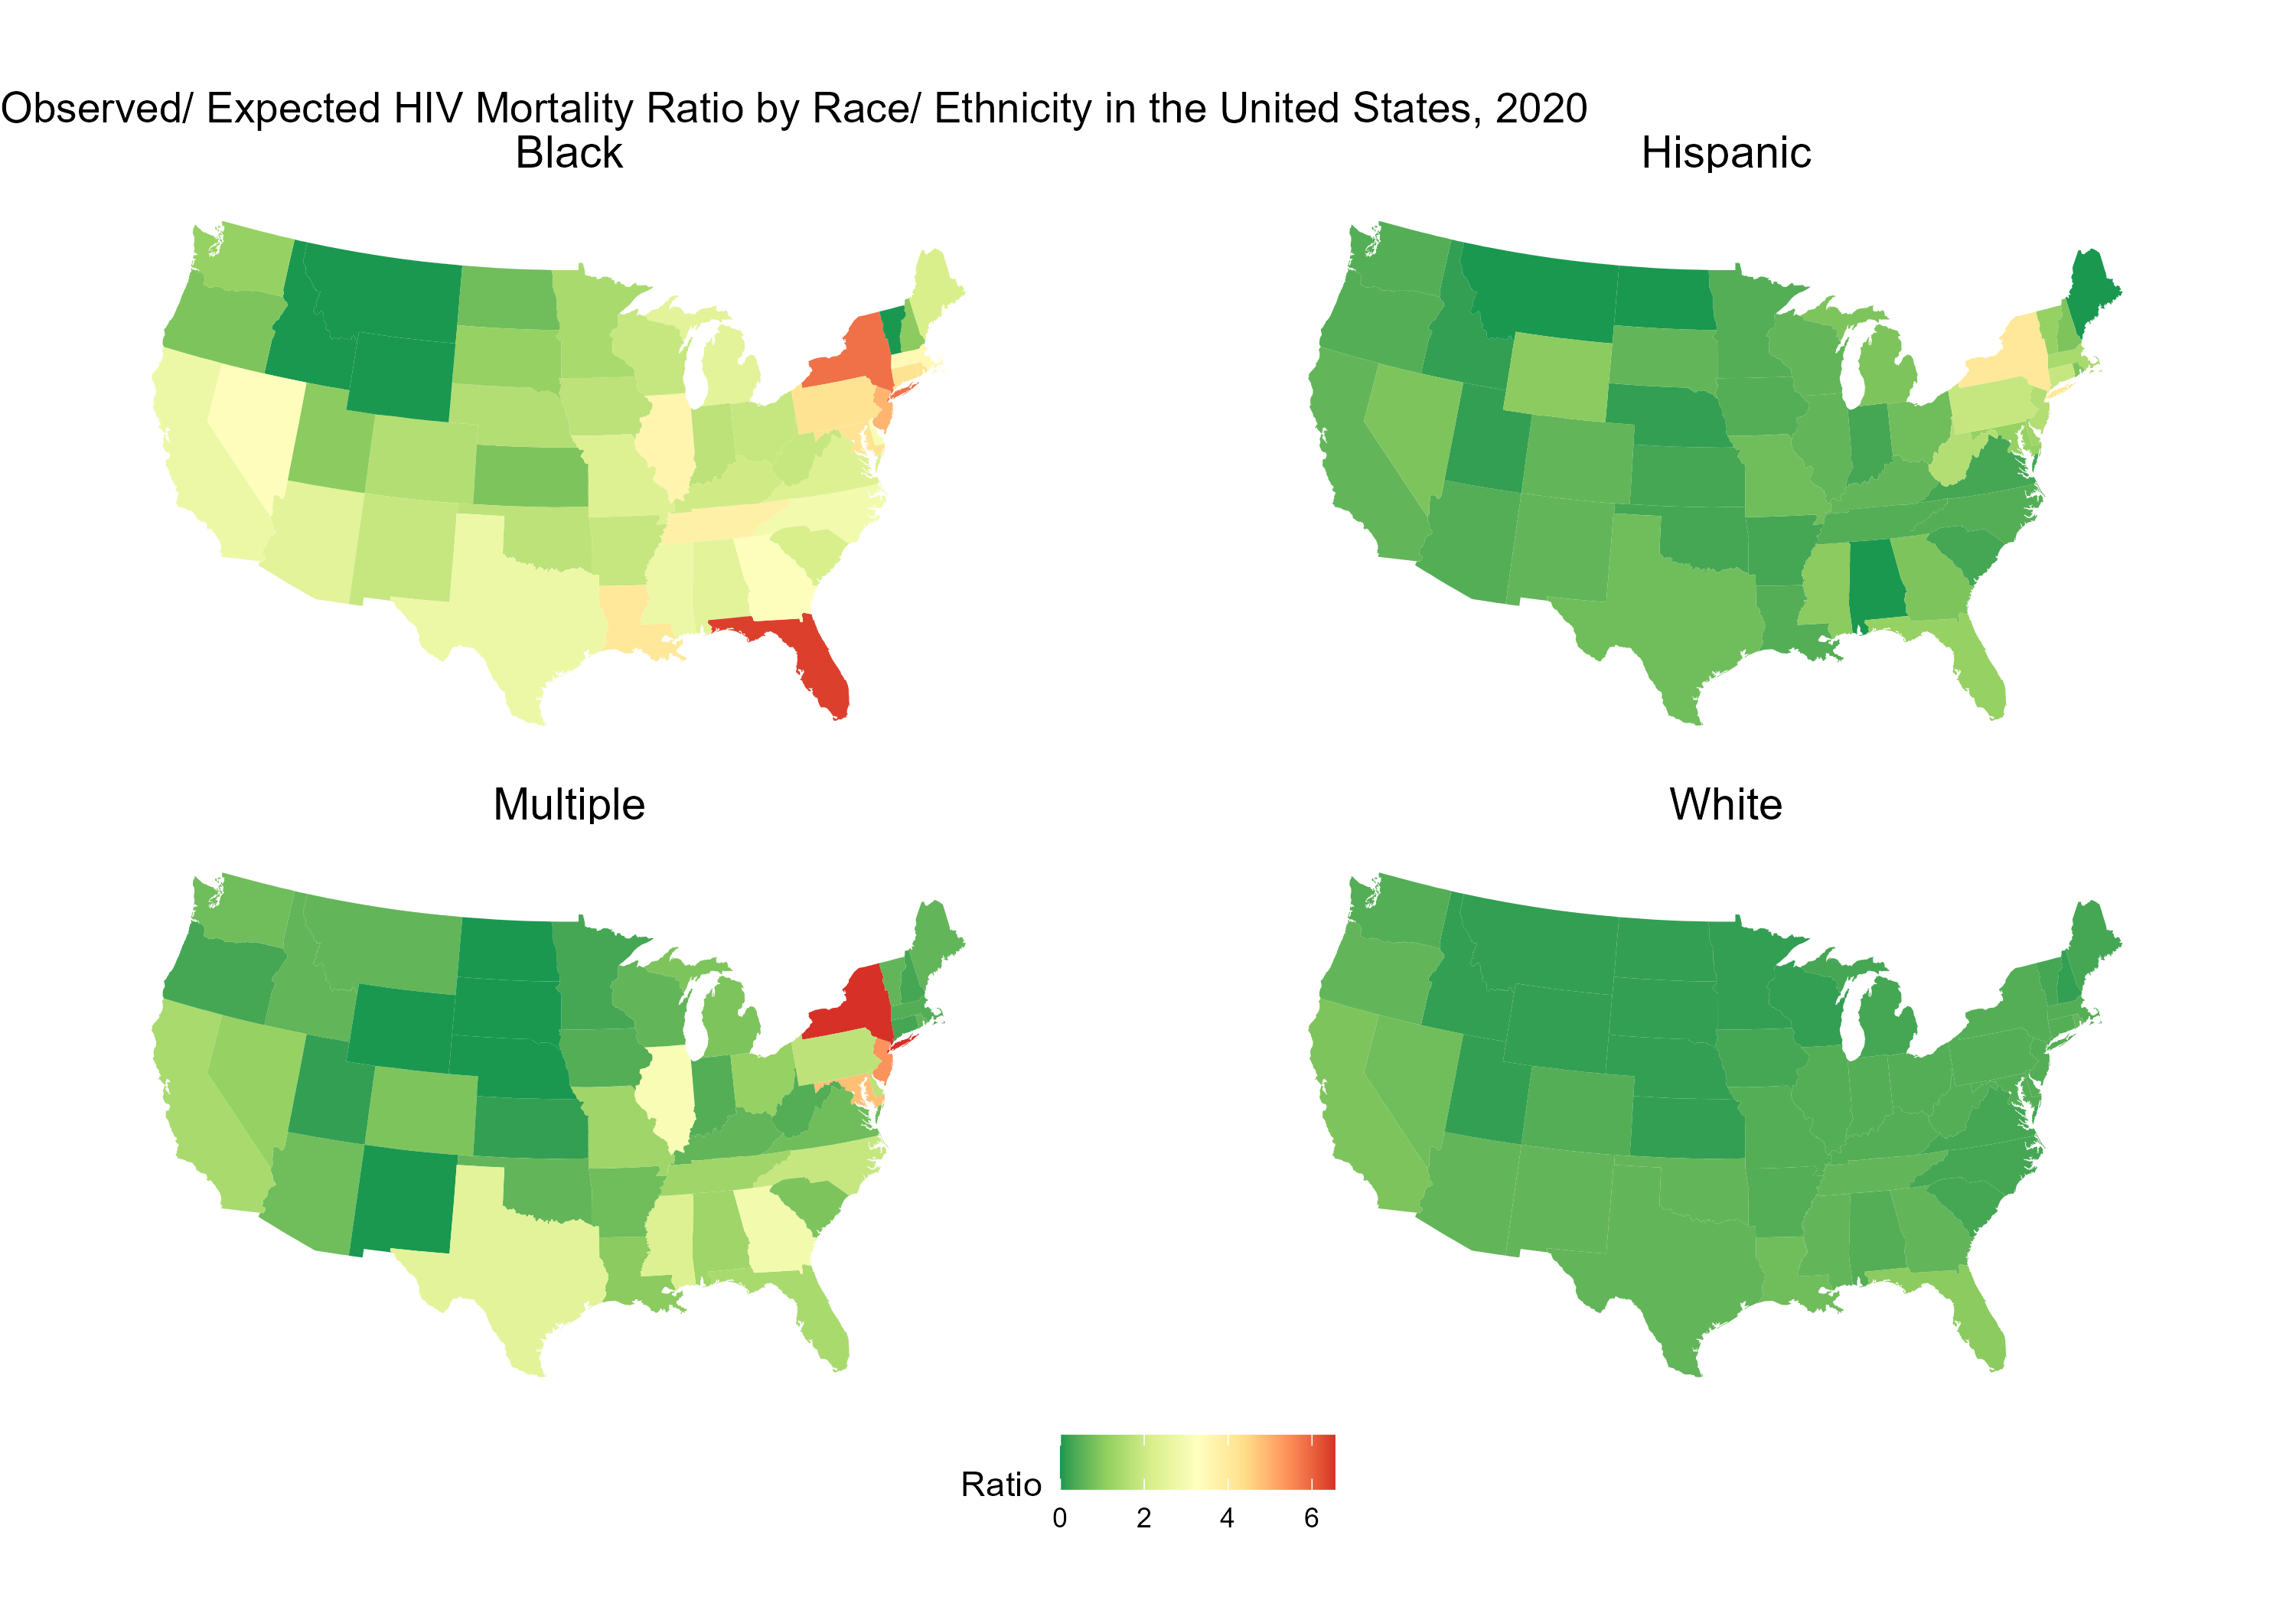 Observed/ Expected HIV Mortality Ratio by Race/ Ethnicity in the United States, 2020
Black
Hispanic
Multiple
White
Ratio
0 2 4 6